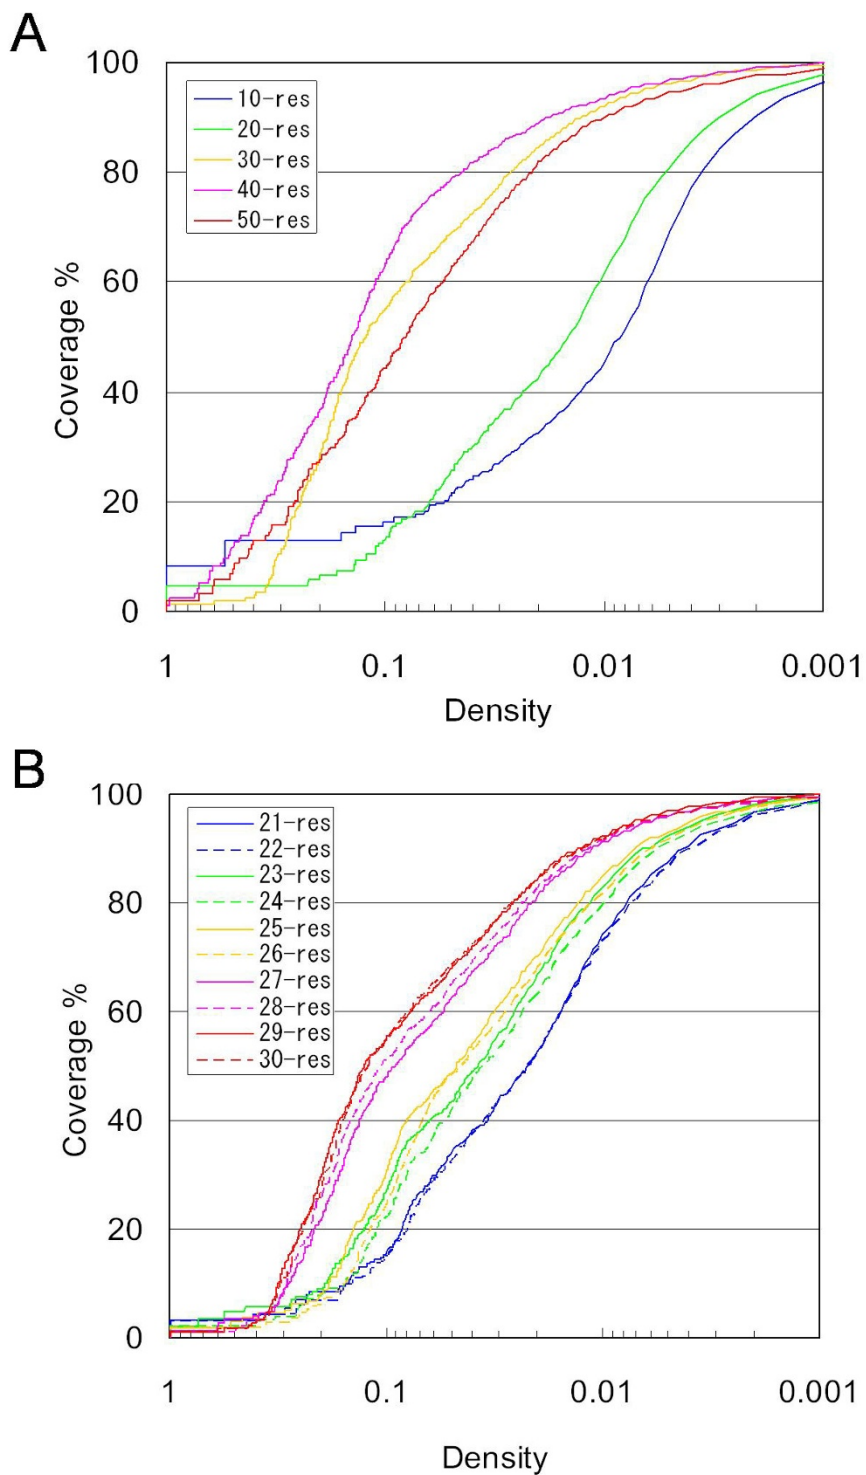 A
100
80
60
40
20
0
Coverage %
10-res
20-res
30-res
40-res
50-res
1
0.1
0.01
0.001
Density
B
100
80
60
40
20
0
Coverage %
21-res
22-res
23-res
24-res
25-res
26-res
27-res
28-res
29-res
30-res
1
0.1
0.01
0.001
Density